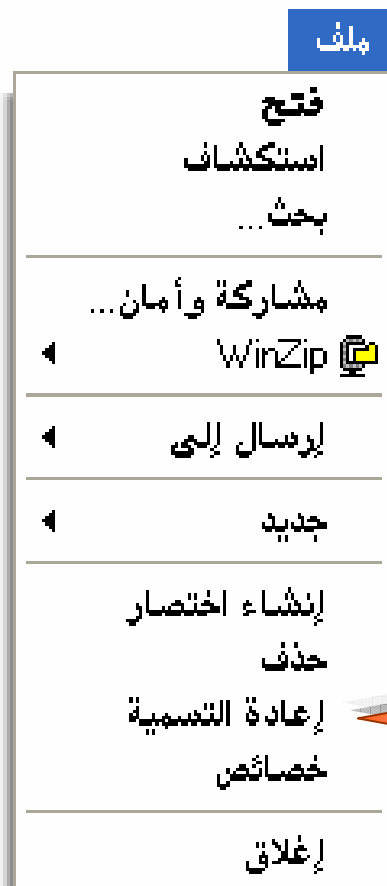 ملف
فتح
استكشاف
بحث...
مشاركة وأمان...
WinZip
إرسال إلى
جديد
إنشاء اختصار
حذف
إعادة التسمية
خصائص
إغلاق